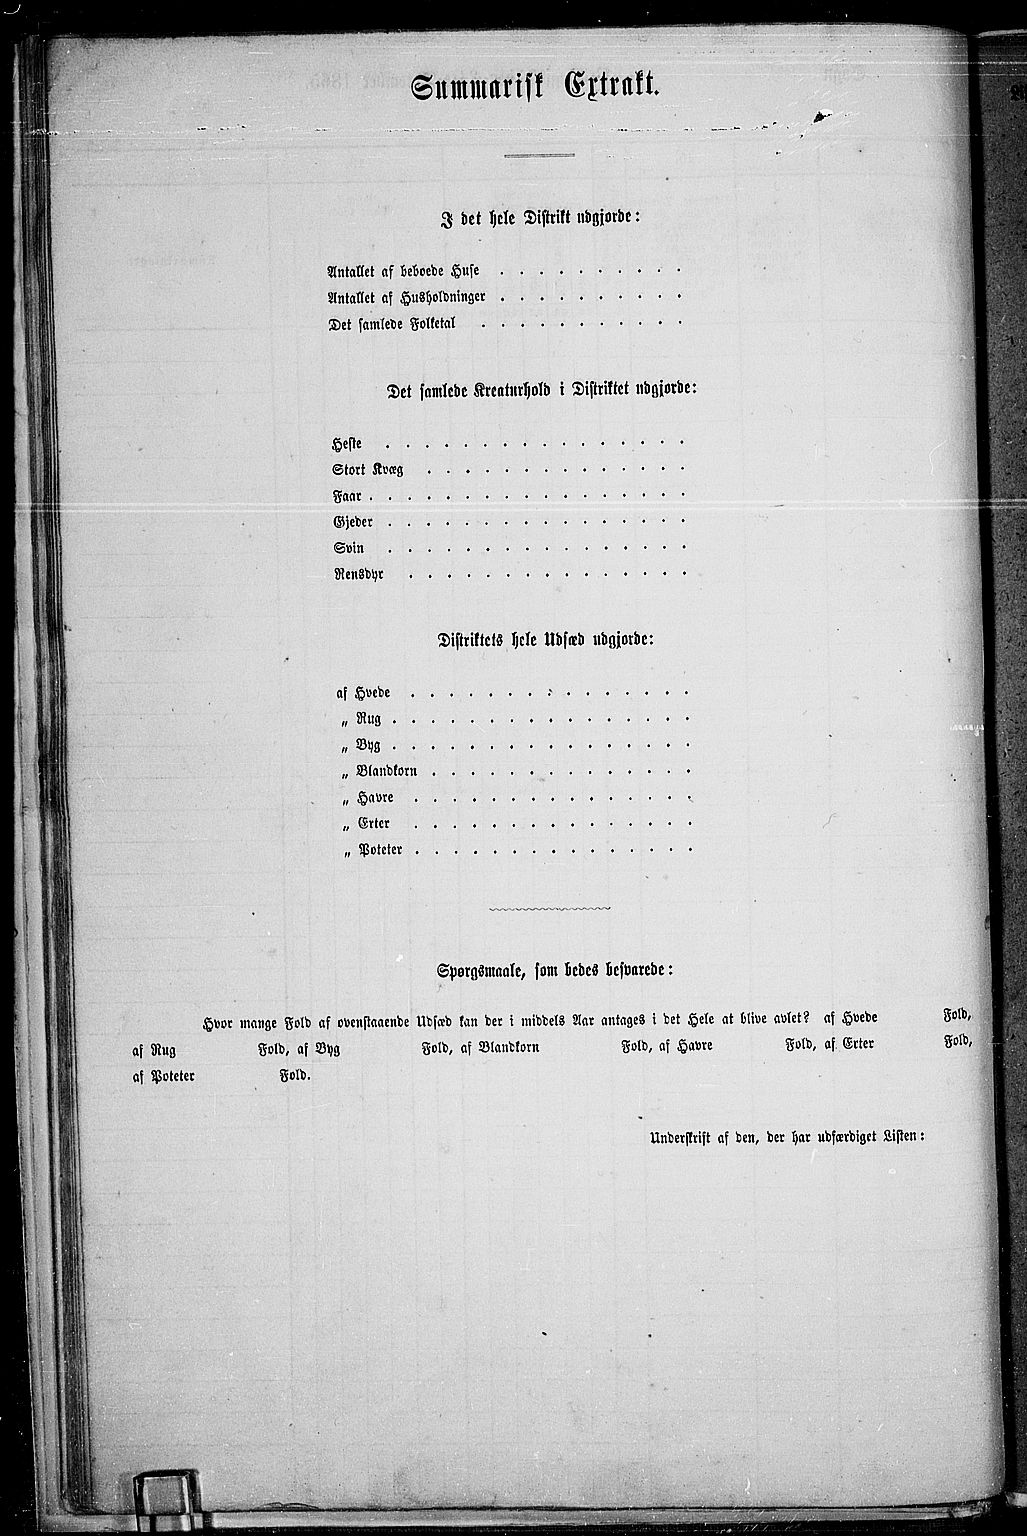 Summarisk Extrakt.
I det hele Distrikt udgjorde:
Antallet af beboede Huse . . . . . . . . . .
Antallet af Husholdninger . . . . . . . . . .
Det samlede Folketal . . . . . . . . . . .
Det samlede Kreaturhold i Distriktet udgjorde:
Heste . . . . . . . . . . . . . . . .
Stort Kvæg . . . . . . . . . . . . . .
Faar . . . . . . . . . . . . . . . . .
Gjeder . . . . . . . . . . . . . . . .
Svin . . . . . . . . . . . . . . . .
Rensdyr . . . . . . . . . . . . . . .
Distriktets hele Udsæd udgjorde:
af Hvede . . . . . . . . . . . . . . .
„ Rug . . . . . . . . . . . . . . . .
„ Byg . . . . . . . . . . . . . . . .
„ Blandkorn . . . . . . . . . . . . . .
„ Havre . . . . . . . . . . . . . . .
„ Erter . . . . . . . . . . . . . . .
„ Poteter . . . . . . . . . . . . . . .
Spørgsmaale, som bedes besvarede:
Hvor mange Fold af ovenstaaende Udsæd kan der i middels Aar antages i det Hele at blive avlet? af Hvede Fold,
af Rug Fold, af Byg Fold, af Blandkorn Fold, af Havre Fold, af Erter Fold,
af Poteter Fold.
Underskrift af den, der har udfærdiget Listen: